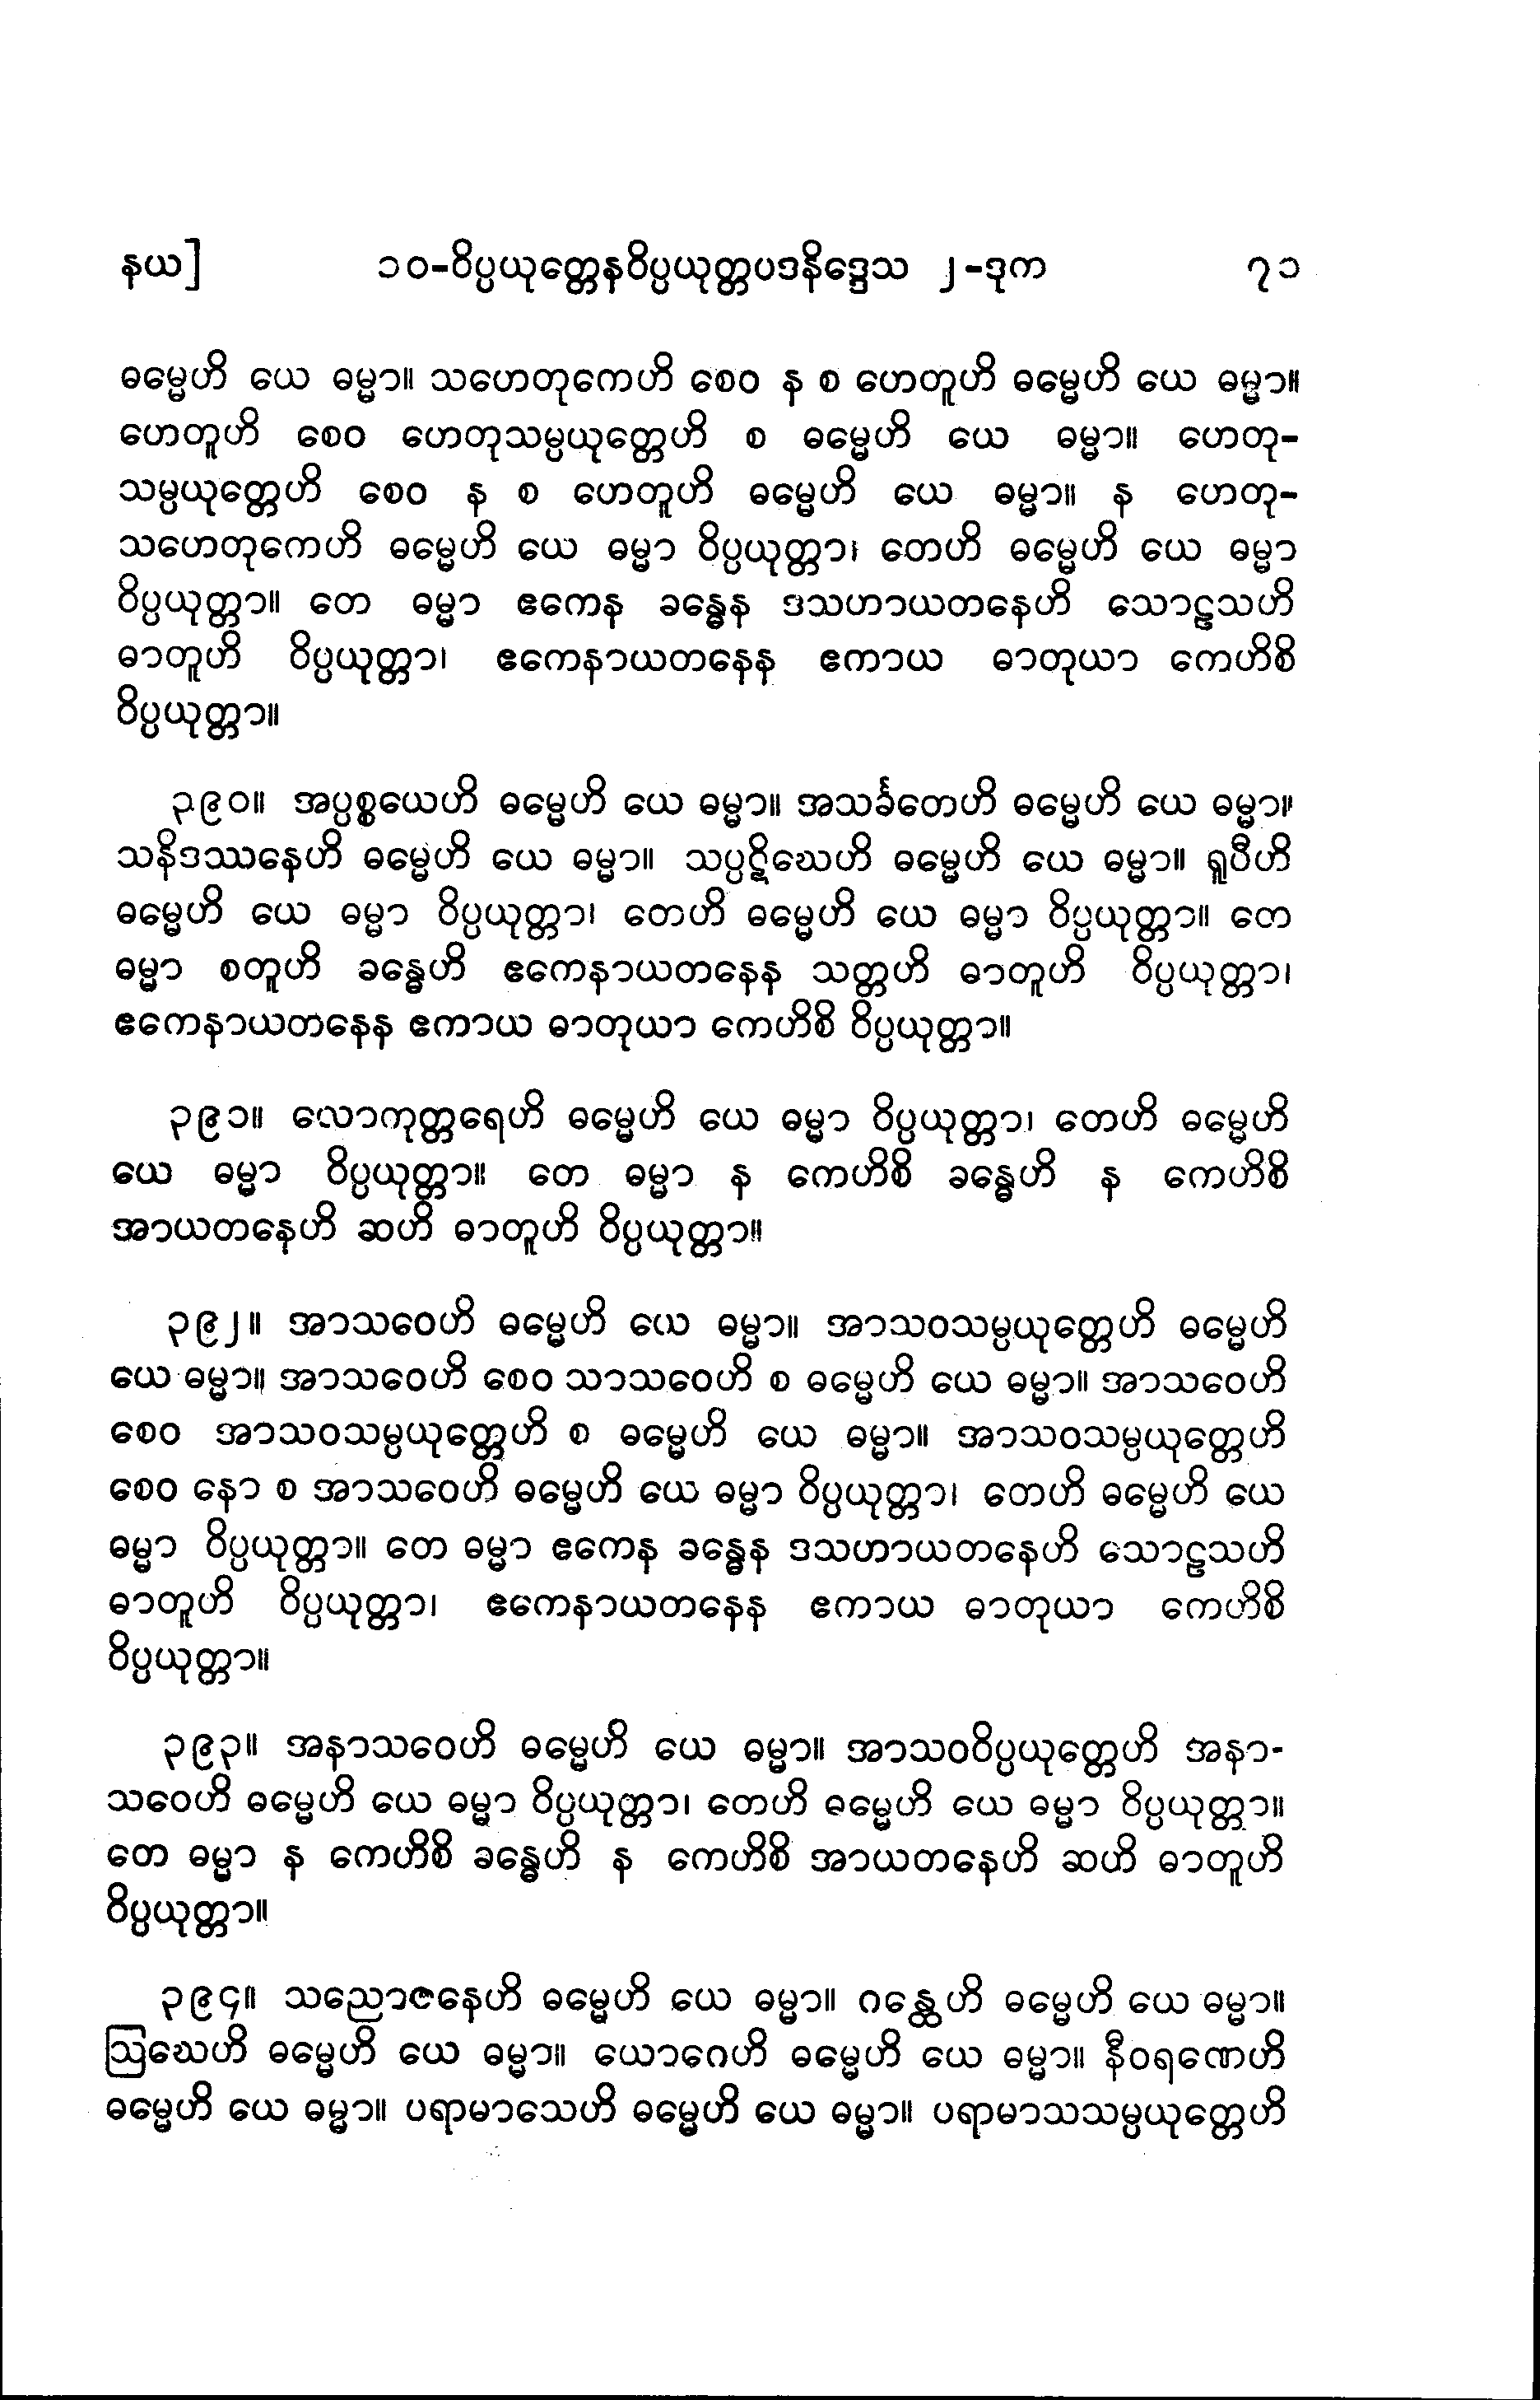 နယ] ၁၀-ဝိပ္ပယုတ္တေနဝိပ္ပယုတ္တပဒနိဒ္ဒေသ ၂-ဒုက ၇၁
ဓမ္မေဟိ ယေ ဓမ္မာ။ သဟေတုကေဟိ စေဝ န စ ဟေတူဟိ ဓမ္မေဟိ ယေ ဓမ္မာ။
ဟေတူဟိ စေဝ ဟေတုသမ္ပယုတ္တေဟိ စ ဓမ္မေဟိ ယေ ဓမ္မာ။ ဟေတု-
သမ္ပယုတ္တေဟိ စေဝ န စ ဟေတူဟိ ဓမ္မေဟိ ယေ ဓမ္မာ။ န ဟေတု-
သဟေတုကေဟိ ဓမ္မေဟိ ယေ ဓမ္မာ ဝိပ္ပယုတ္တာ၊ တေဟိ ဓမ္မေဟိ ယေ ဓမ္မာ
ဝိပ္ပယုတ္တာ။ တေ ဓမ္မာ ဧကေန ခန္ဓေန ဒသဟာယတနေဟိ သောဠသဟိ
ဓာတူဟိ ဝိပ္ပယုတ္တာ၊ ဧကေနာယတနေန ဧကာယ ဓာတုယာ ကေဟိစိ
ဝိပ္ပယုတ္တာ။
၃၉၀။ အပ္ပစ္စယေဟိ ဓမ္မေဟိ ယေ ဓမ္မာ။ အသင်္ခတေဟိ ဓမ္မေဟိ ယေ ဓမ္မာ။
သနိဒဿနေဟိ ဓမ္မေဟိ ယေ ဓမ္မာ။ သပ္ပဋိဃေဟိ ဓမ္မေဟိ ယေ ဓမ္မာ။ ရူပီဟိ
ဓမ္မေဟိ ယေ ဓမ္မာ ဝိပ္ပယုတ္တာ၊ တေဟိ ဓမ္မေဟိ ယေ ဓမ္မာ ဝိပ္ပယုတ္တာ။ တေ
ဓမ္မာ စတူဟိ ခန္ဓေဟိ ဧကေနာယတနေန သတ္တဟိ ဓာတူဟိ ဝိပ္ပယုတ္တာ၊
ဧကေနာယတနေန ဧကာယ ဓာတုယာ ကေဟိစိ ဝိပ္ပယုတ္တာ။
၃၉၁။ လောကုတ္တရေဟိ ဓမ္မေဟိ ယေ ဓမ္မာ ဝိပ္ပယုတ္တာ၊ တေဟိ ဓမ္မေဟိ
ယေ ဓမ္မာ ဝိပ္ပယုတ္တာ။ တေ ဓမ္မာ န ကေဟိစိ ခန္ဓေဟိ န ကေဟိစိ
အာယတနေဟိ ဆဟိ ဓာတူဟိ ဝိပ္ပယုတ္တာ။
၃၉၂။ အာသဝေဟိ ဓမ္မေဟိ ယေ ဓမ္မာ။ အာသဝသမ္ပယုတ္တေဟိ ဓမ္မေဟိ
ယေ ဓမ္မာ။ အာသဝေဟိ စေဝ သာသဝေဟိ စ ဓမ္မေဟိ ယေ ဓမ္မာ။ အာသဝေဟိ
စေဝ အာသဝသမ္ပယုတ္တေဟိ စ ဓမ္မေဟိ ယေ ဓမ္မာ။ အာသဝသမ္ပယုတ္တေဟိ
စေဝ နော စ အာသဝေဟိ ဓမ္မေဟိ ယေ ဓမ္မာ ဝိပ္ပယုတ္တာ၊ တေဟိ ဓမ္မေဟိ ယေ
ဓမ္မာ ဝိပ္ပယုတ္တာ။ တေ ဓမ္မာ ဧကေန ခန္ဓေန ဒသဟာယတနေဟိ သောဠသဟိ
ဓာတူဟိ ဝိပ္ပယုတ္တာ၊ ဧကေနာယတနေန ဧကာယ ဓာတုယာ ကေဟိစိ
ဝိပ္ပယုတ္တာ။
၃၉၃။ အနာသဝေဟိ ဓမ္မေဟိ ယေ ဓမ္မာ။ အာသဝဝိပ္ပယုတ္တေဟိ အနာ-
သဝေဟိ ဓမ္မေဟိ ယေ ဓမ္မာ ဝိပ္ပယုတ္တာ၊ တေဟိ ဓမ္မေဟိ ယေ ဓမ္မာ ဝိပ္ပယုတ္တာ။
တေ ဓမ္မာ န ကေဟိစိ ခန္ဓေဟိ န ကေဟိစိ အာယတနေဟိ ဆဟိ ဓာတူဟိ
ဝိပ္ပယုတ္တာ။
၃၉၄။ သညောဇနေဟိ ဓမ္မေဟိ ယေ ဓမ္မာ။ ဂန္ထေဟိ ဓမ္မေဟိ ယေ ဓမ္မာ။
ဩဃေဟိ ဓမ္မေဟိ ယေ ဓမ္မာ။ ယောဂေဟိ ဓမ္မေဟိ ယေ ဓမ္မာ။ နီဝရဏေဟိ
ဓမ္မေဟိ ယေ ဓမ္မာ။ ပရာမာသေဟိ ဓမ္မေဟိ ယေ ဓမ္မာ။ ပရာမာသသမ္ပယုတ္တေဟိ